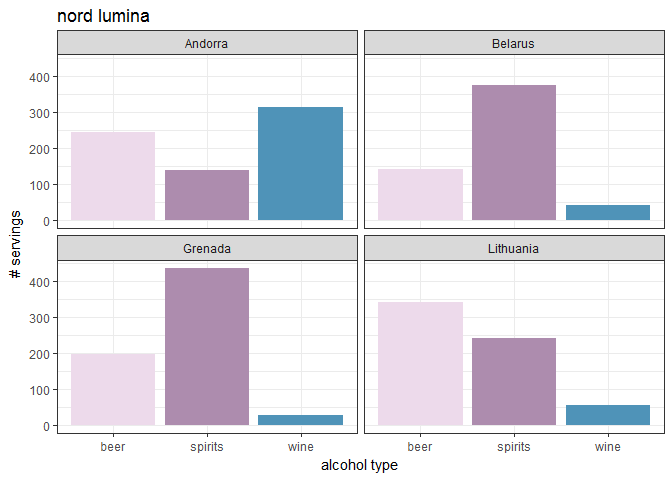 nord lumina
Andorra
Belarus
400
300
200
100
0
Grenada
Lithuania
400
300
200
100
0
# servings
beer
spirits
wine
beer
spirits
wine
alcohol type